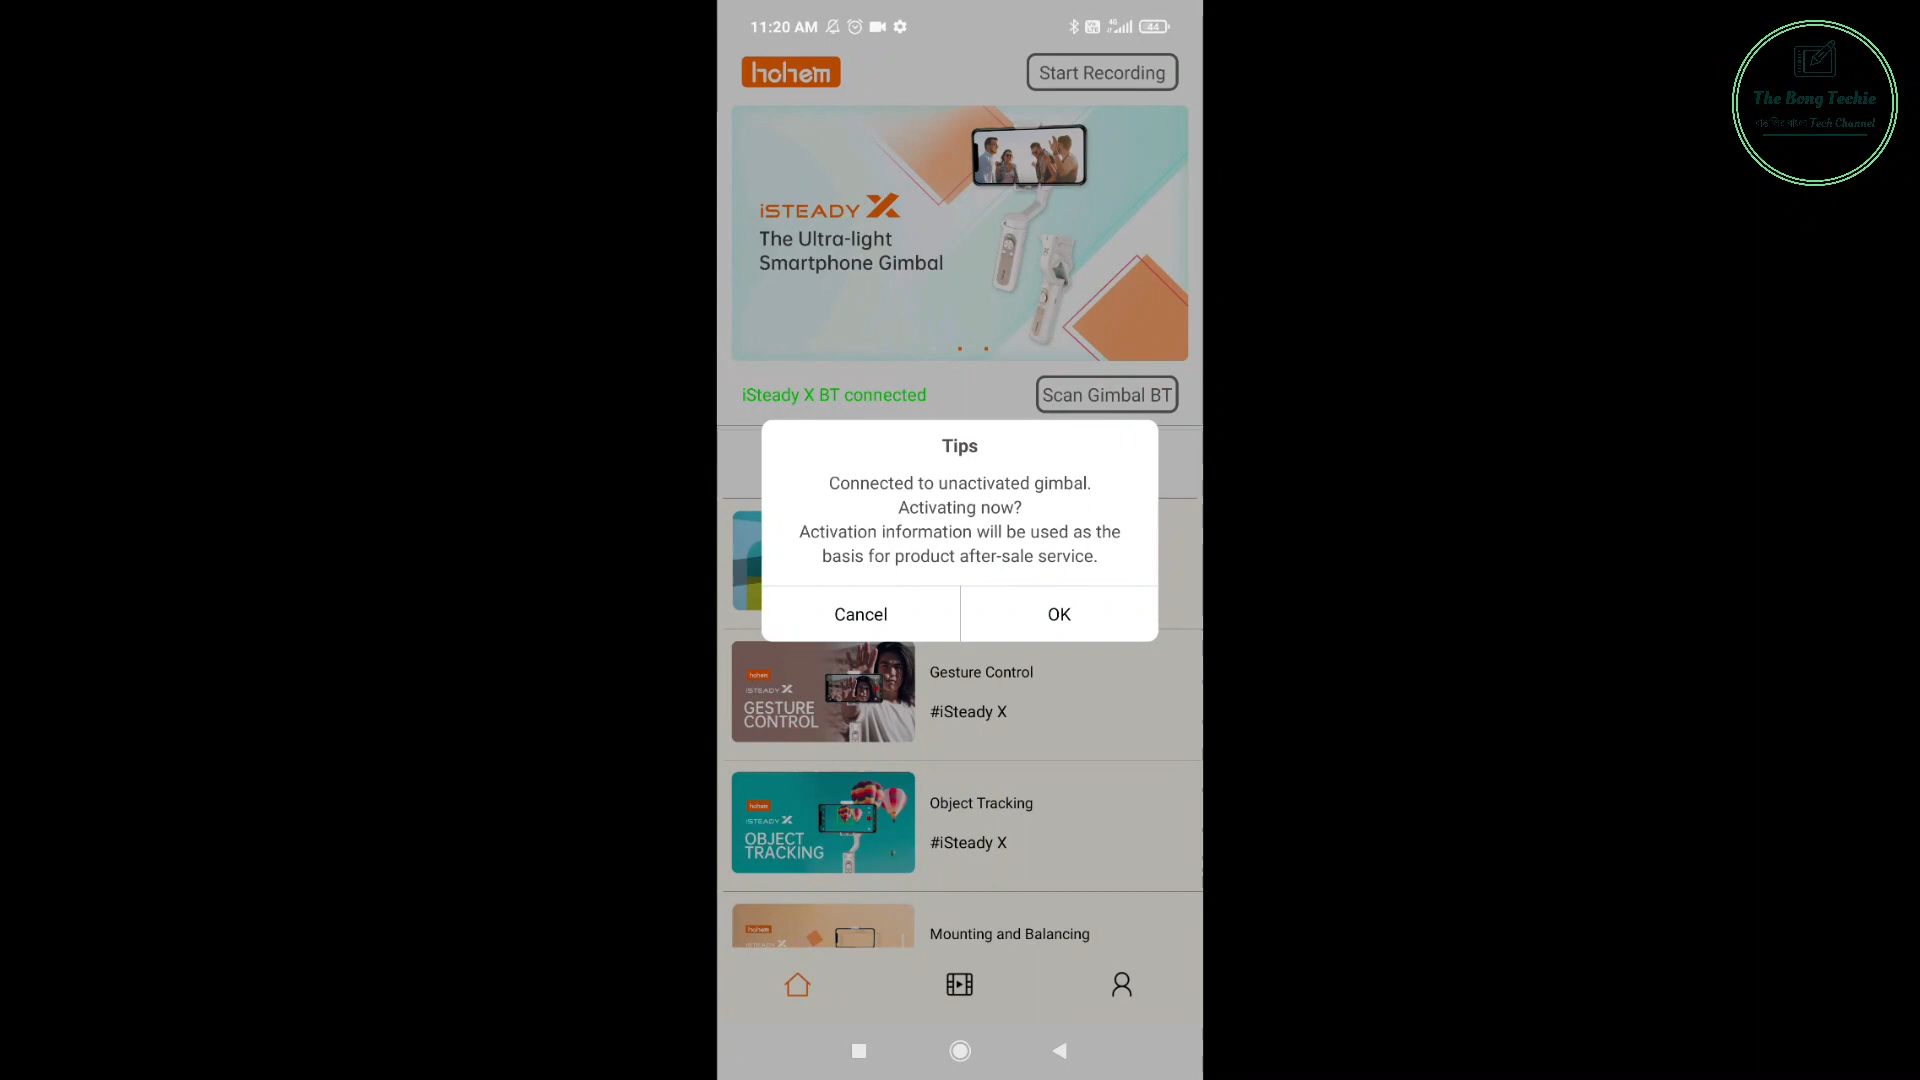 11:20 AM
4G
44
hohem
Start Recording
iSTEADY X
The Ultra-light
Smartphone Gimbal
iSteady X BT connected
Scan Gimbal BT
Tips
Connected to unactivated gimbal.
Activating now?
Activation information will be used as the
basis for product after-sale service.
Cancel
OK
hohem
iSTEADY X
GESTURE
CONTROL
Gesture Control
#iSteady X
hohem
iSTEADY X
OBJECT
TRACKING
Object Tracking
#iSteady X
hohem
iSTEADY X
Mounting and Balancing
The Bong Techie
Tech Channel